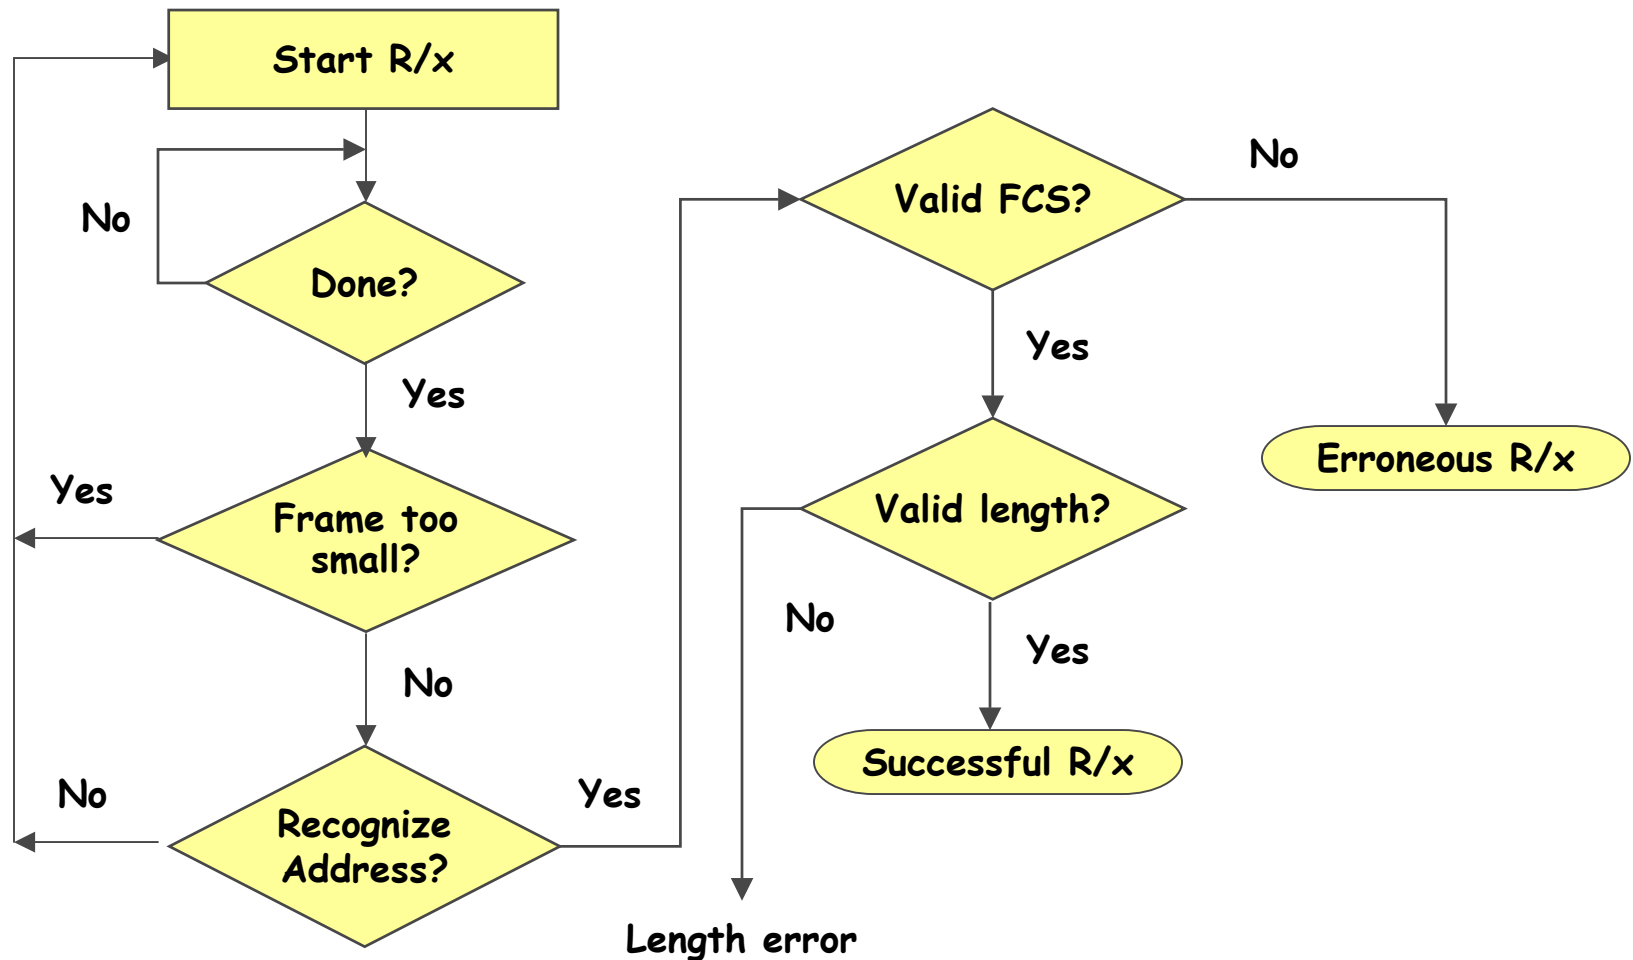 Start R/x
No
Done?
Yes
Yes
Frame too
small?
No
No
Recognize
Address?
Yes
Valid FCS?
No
Yes
Erroneous R/x
Valid length?
No
Yes
Successful R/x
Length error